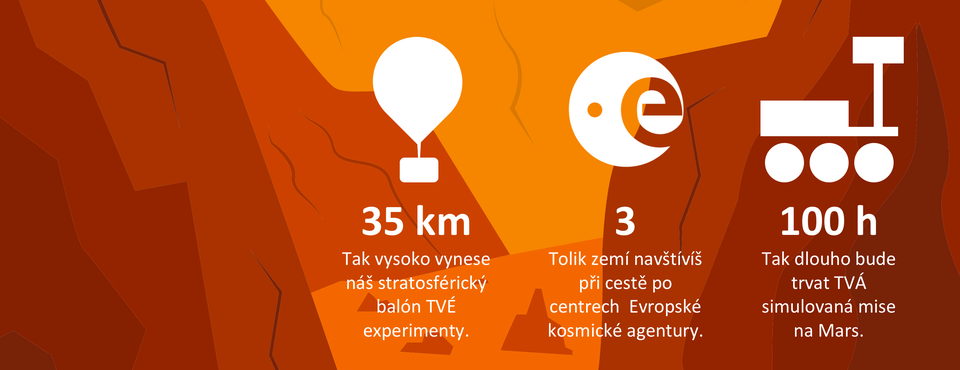 35 km
Tak vysoko vynese
náš stratosférický
balón TVÉ
experimenty.
3
Tolik zemí navštívíš
při cestě po
centrech Evropské
kosmické agentury.
100 h
Tak dlouho bude
trvat TVÁ
simulovaná mise
na Mars.